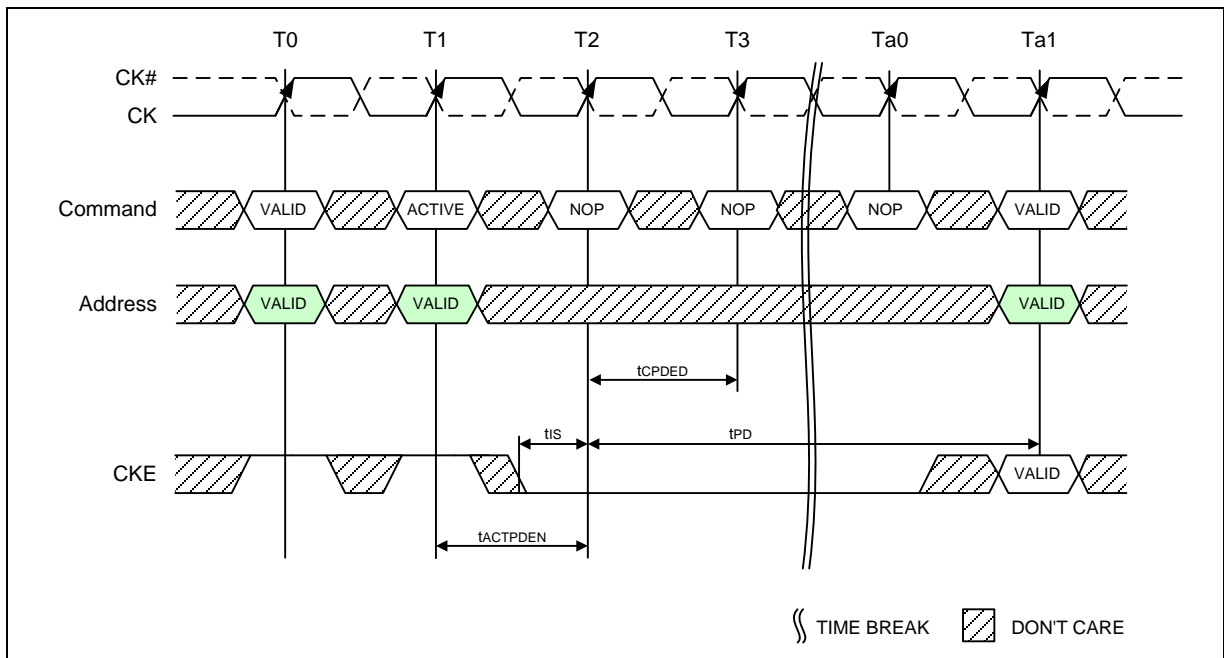 T0 T1 T2 T3 Ta0 Ta1
CK#
CK
Command VALID ACTIVE NOP NOP NOP VALID
Address VALID VALID VALID
tCPDED
tIS tPD
CKE VALID
tACTPDEN
TIME BREAK DON'T CARE